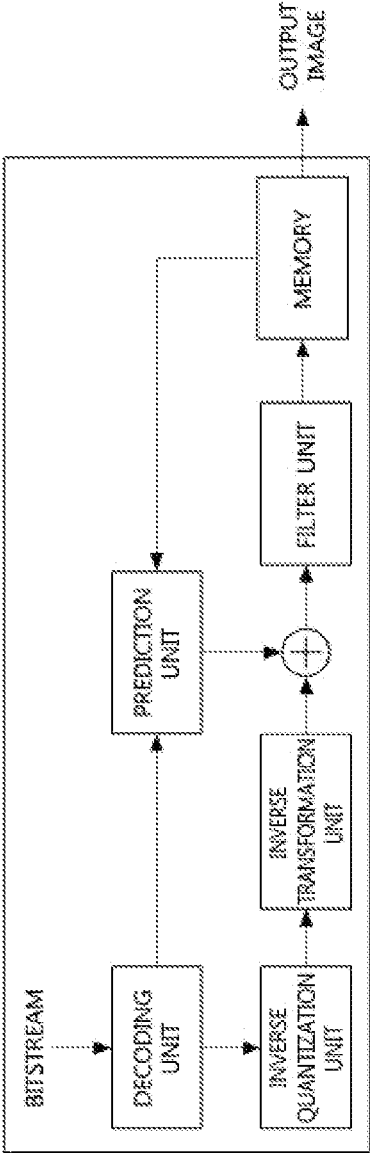 BITSTREAM
DECODING
UNIT
PREDICTION
UNIT
INVERSE
QUANTIZATION
UNIT
INVERSE
TRANSFORMATION
UNIT
FILTER UNIT
MEMORY
OUTPUT
IMAGE